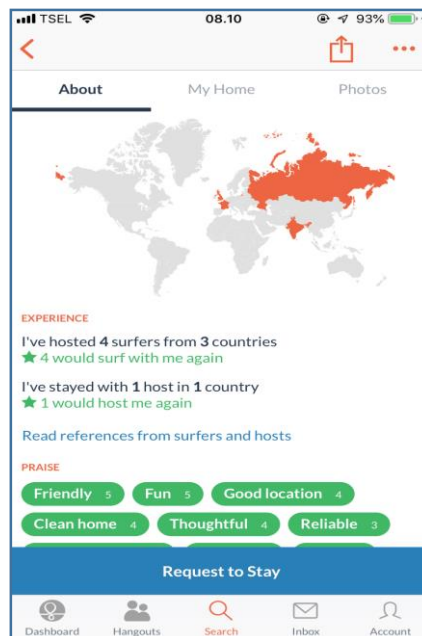 TSEL 08.10 93%
About My Home Photos
EXPERIENCE
I've hosted 4 surfers from 3 countries
★ 4 would surf with me again
I've stayed with 1 host in 1 country
★ 1 would host me again
Read references from surfers and hosts
PRAISE
Friendly 5 Fun 5 Good location 4
Clean home 4 Thoughtful 4 Reliable 3
Request to Stay
Dashboard Hangouts Search Inbox Account